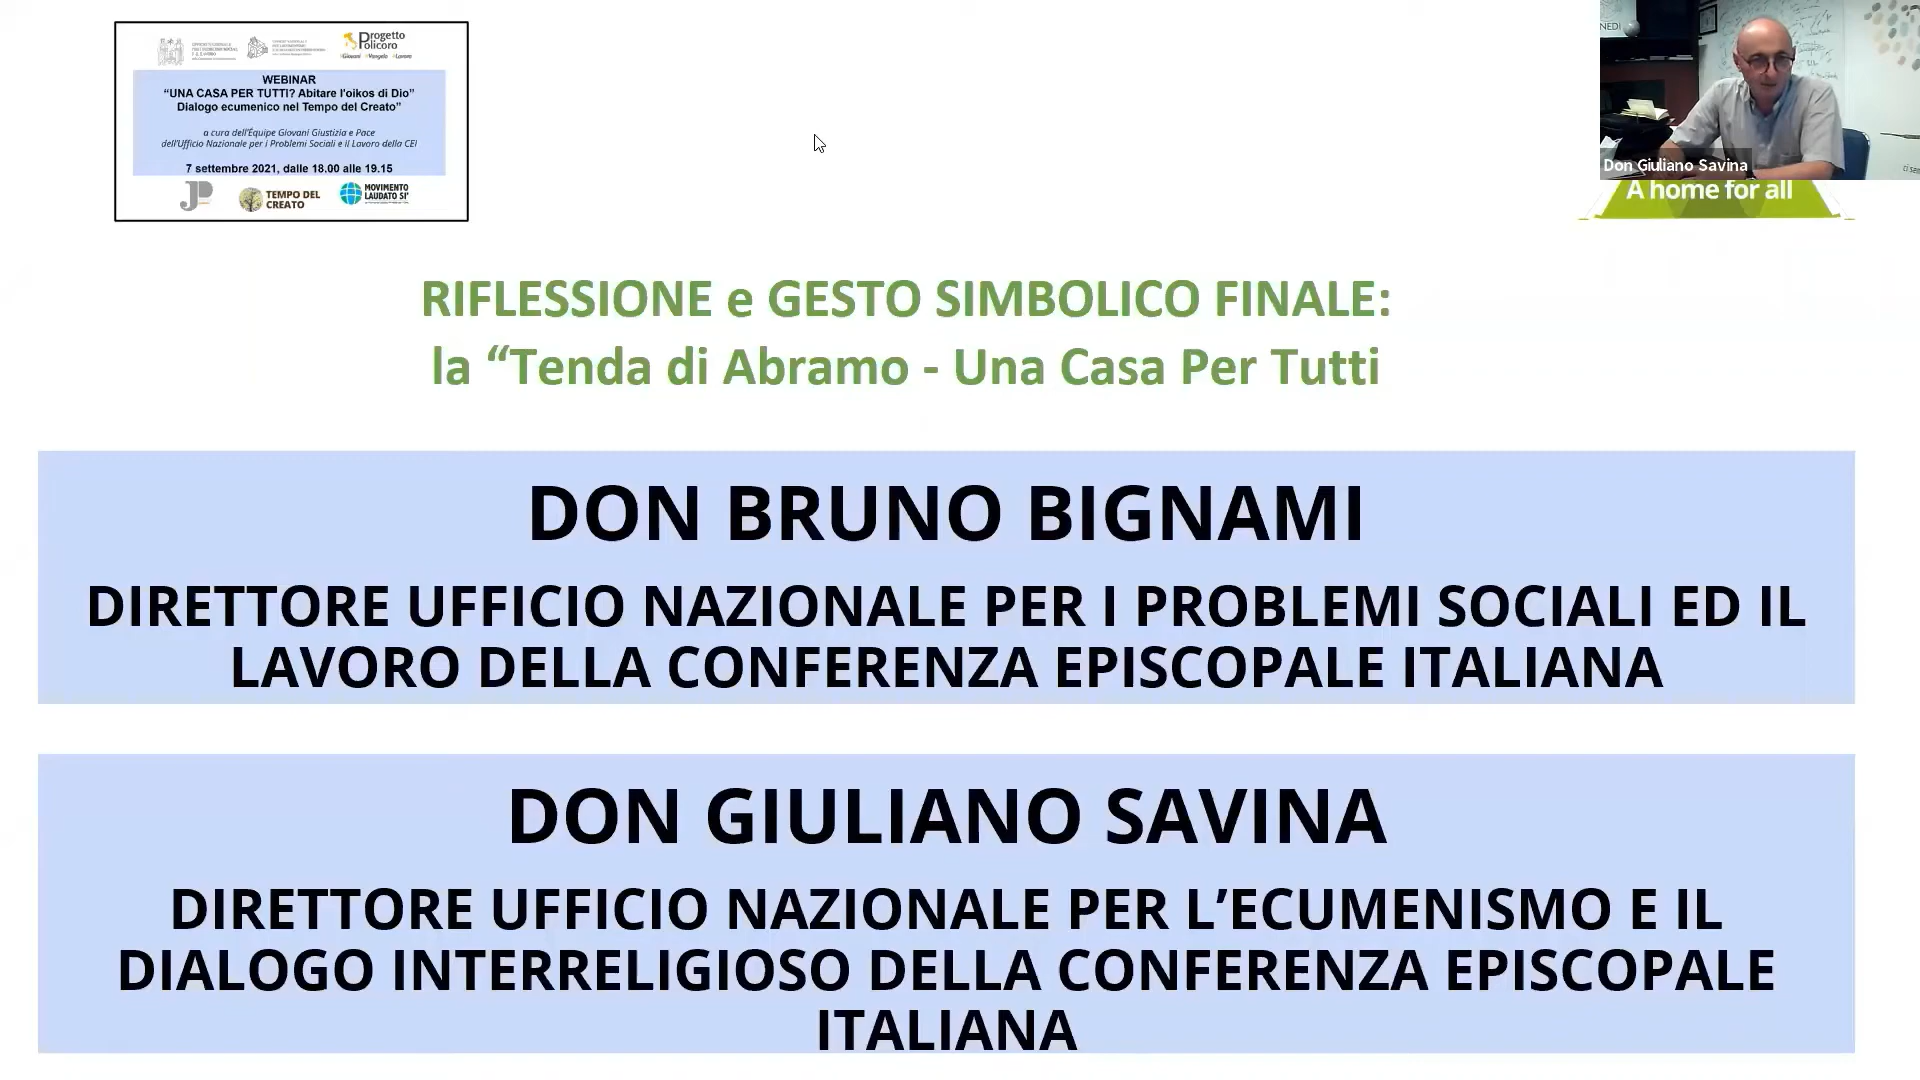 Progetto
Policoro
Giovani Vangelo Lavoro
WEBINAR
“UNA CASA PER TUTTI? Abitare l'oikos di Dio”
Dialogo ecumenico nel Tempo del Creato”
a cura dell'Équipe Giovani Giustizia e Pace
dell'Ufficio Nazionale per i Problemi Sociali e il Lavoro della CEI
7 settembre 2021, dalle 18.00 alle 19.15
TEMPO DEL
CREATO
MOVIMENTO
LAUDATO SI'
Don Giuliano Savina
A home for all
RIFLESSIONE e GESTO SIMBOLICO FINALE:
la “Tenda di Abramo - Una Casa Per Tutti
DON BRUNO BIGNAMI
DIRETTORE UFFICIO NAZIONALE PER I PROBLEMI SOCIALI ED IL
LAVORO DELLA CONFERENZA EPISCOPALE ITALIANA
DON GIULIANO SAVINA
DIRETTORE UFFICIO NAZIONALE PER L’ECUMENISMO E IL
DIALOGO INTERRELIGIOSO DELLA CONFERENZA EPISCOPALE
ITALIANA